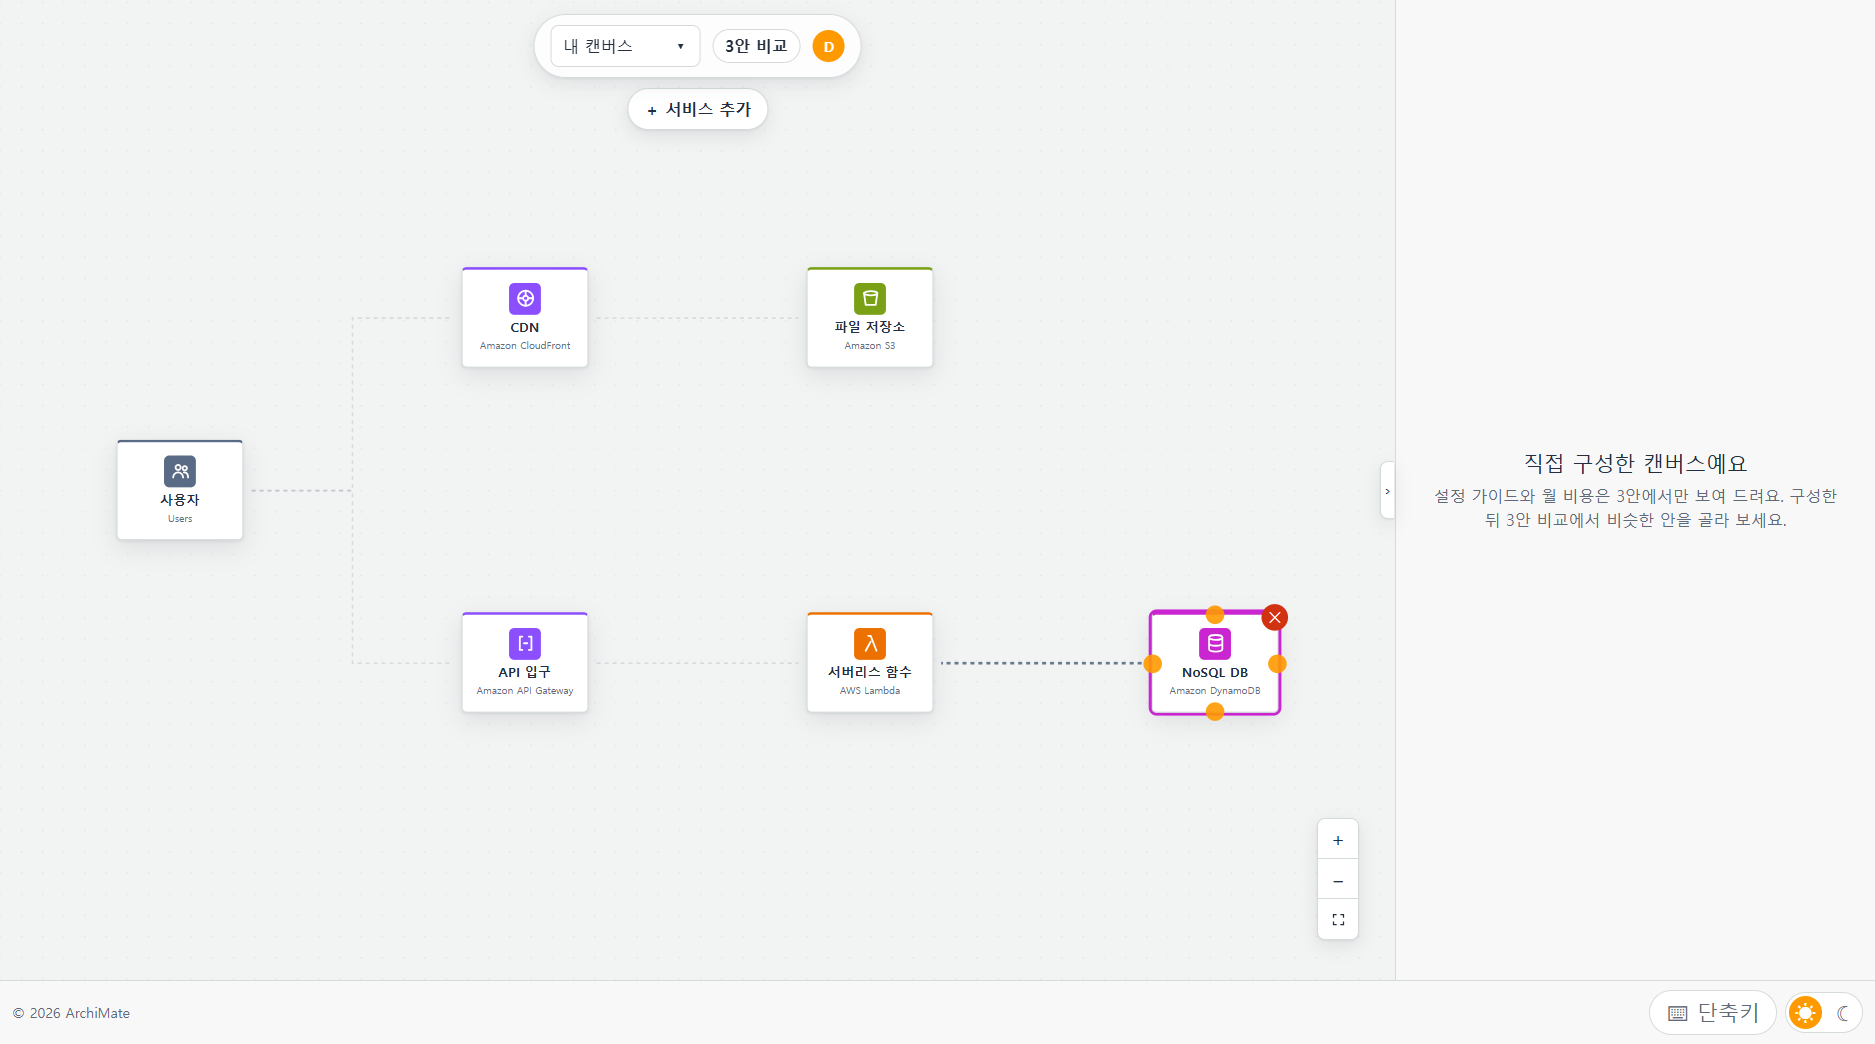 내 캔버스
3안 비교
D
+ 서비스 추가
CDN
Amazon CloudFront
파일 저장소
Amazon S3
사용자
Users
API 입구
Amazon API Gateway
서버리스 함수
AWS Lambda
NoSQL DB
Amazon DynamoDB
직접 구성한 캔버스예요
설정 가이드와 월 비용은 3안에서만 보여 드려요. 구성한
뒤 3안 비교에서 비슷한 안을 골라 보세요.
© 2026 ArchiMate
단축키